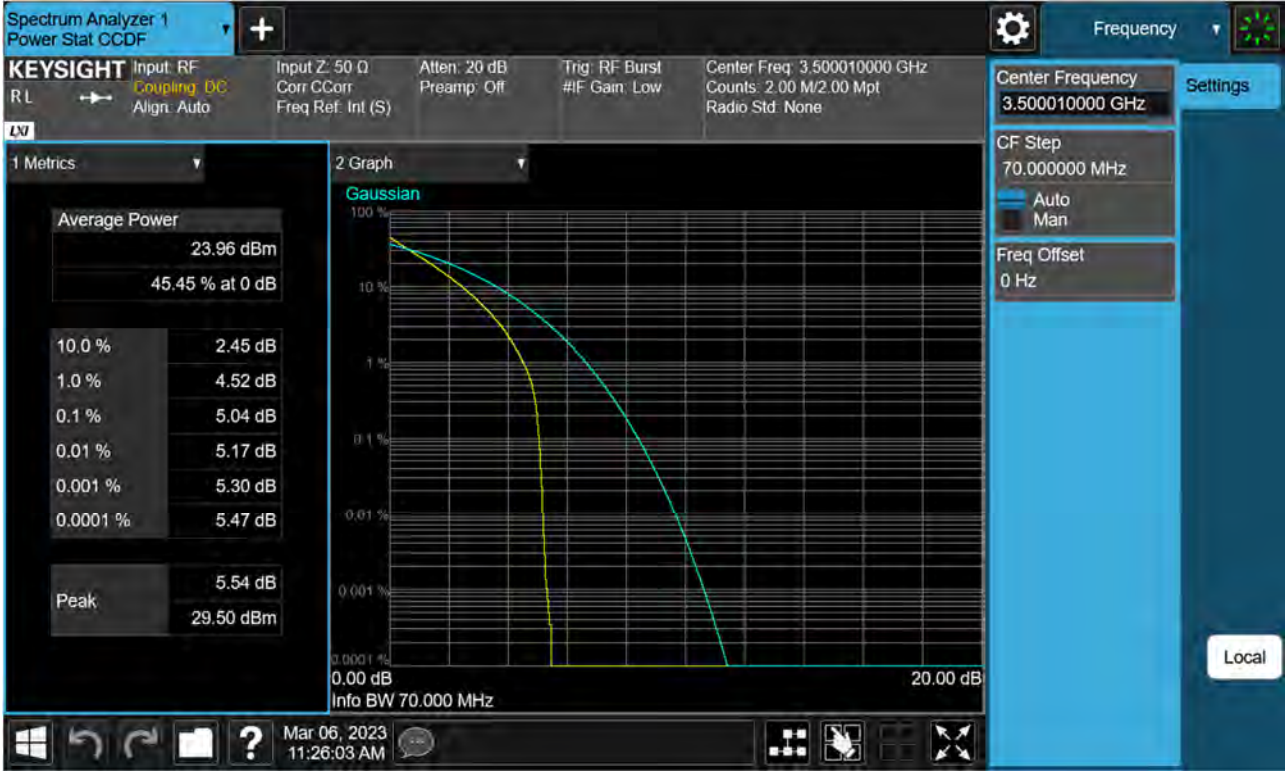 Spectrum Analyzer 1
Power Stat CCDF
+
Frequency
KEYSIGHT
R L
LXI
Input: RF
Coupling: DC
Align: Auto
Input Z: 50 Ω
Corr CCorr
Freq Ref: Int (S)
Atten: 20 dB
Preamp: Off
Trig: RF Burst
#IF Gain: Low
Center Freq: 3.500010000 GHz
Counts: 2.00 M/2.00 Mpt
Radio Std: None
Center Frequency
3.500010000 GHz
Settings
CF Step
70.000000 MHz
Auto
Man
Freq Offset
0 Hz
1 Metrics
Average Power
23.96 dBm
45.45 % at 0 dB
10.0 % 2.45 dB
1.0 % 4.52 dB
0.1 % 5.04 dB
0.01 % 5.17 dB
0.001 % 5.30 dB
0.0001 % 5.47 dB
Peak
5.54 dB
29.50 dBm
2 Graph
Gaussian
100 %
10 %
1 %
0.1 %
0.01 %
0.001 %
0.0001 %
0.00 dB 20.00 dB
Info BW 70.000 MHz
Local
?
Mar 06, 2023
11:26:03 AM